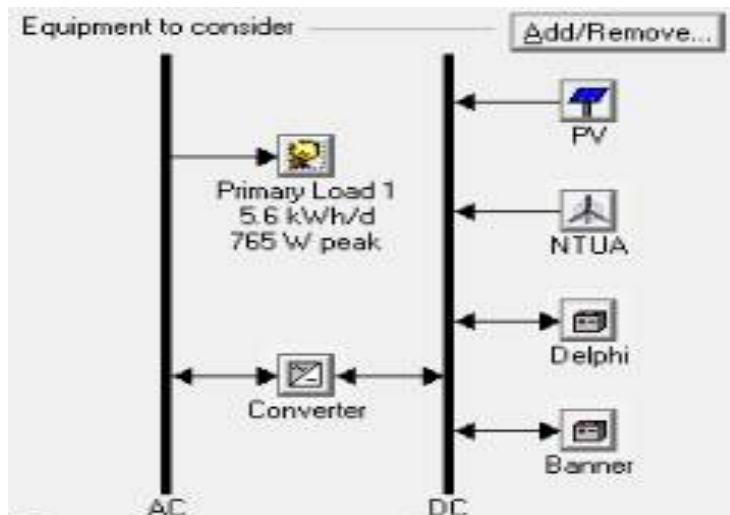 Equipment to consider
Add/Remove...
PV
Primary Load 1
5.6 kWh/d
765 W peak
NTUA
Delphi
Converter
Banner
AC
DC